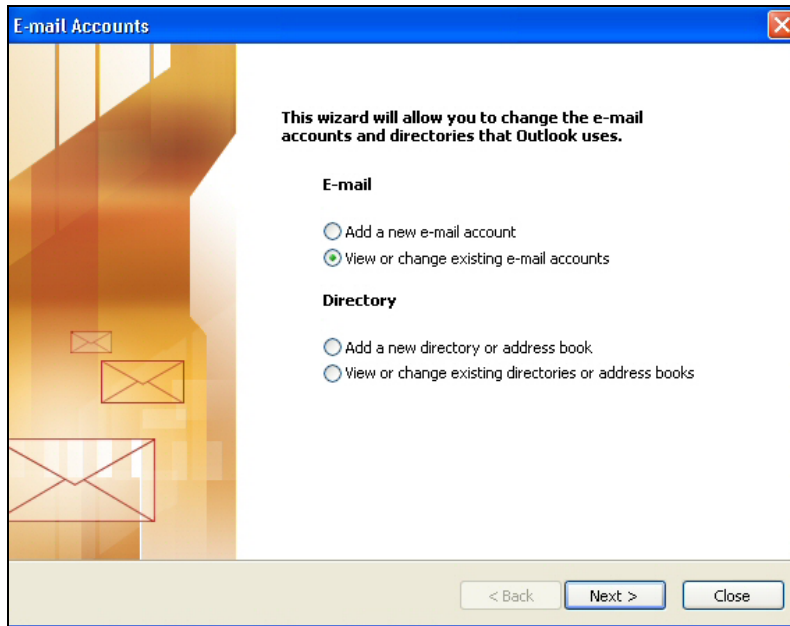 E-mail Accounts
This wizard will allow you to change the e-mail
accounts and directories that Outlook uses.
E-mail
Add a new e-mail account
View or change existing e-mail accounts
Directory
Add a new directory or address book
View or change existing directories or address books
< Back Next > Close